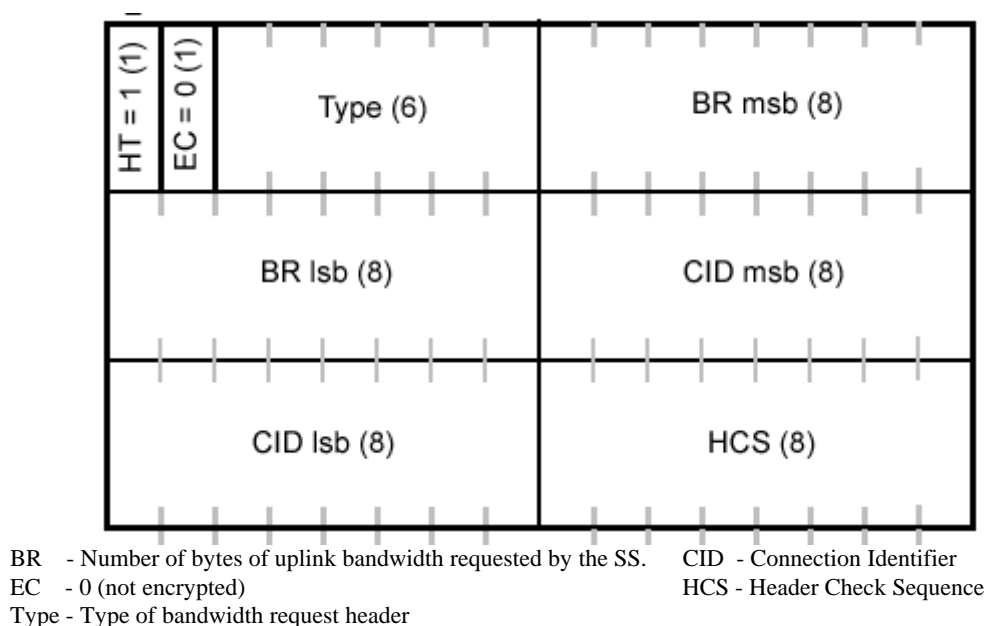 HT = 1 (1)
EC = 0 (1)
Type (6)
BR msb (8)
BR lsb (8)
CID msb (8)
CID lsb (8)
HCS (8)
BR - Number of bytes of uplink bandwidth requested by the SS. CID - Connection Identifier
EC - 0 (not encrypted) HCS - Header Check Sequence
Type - Type of bandwidth request header